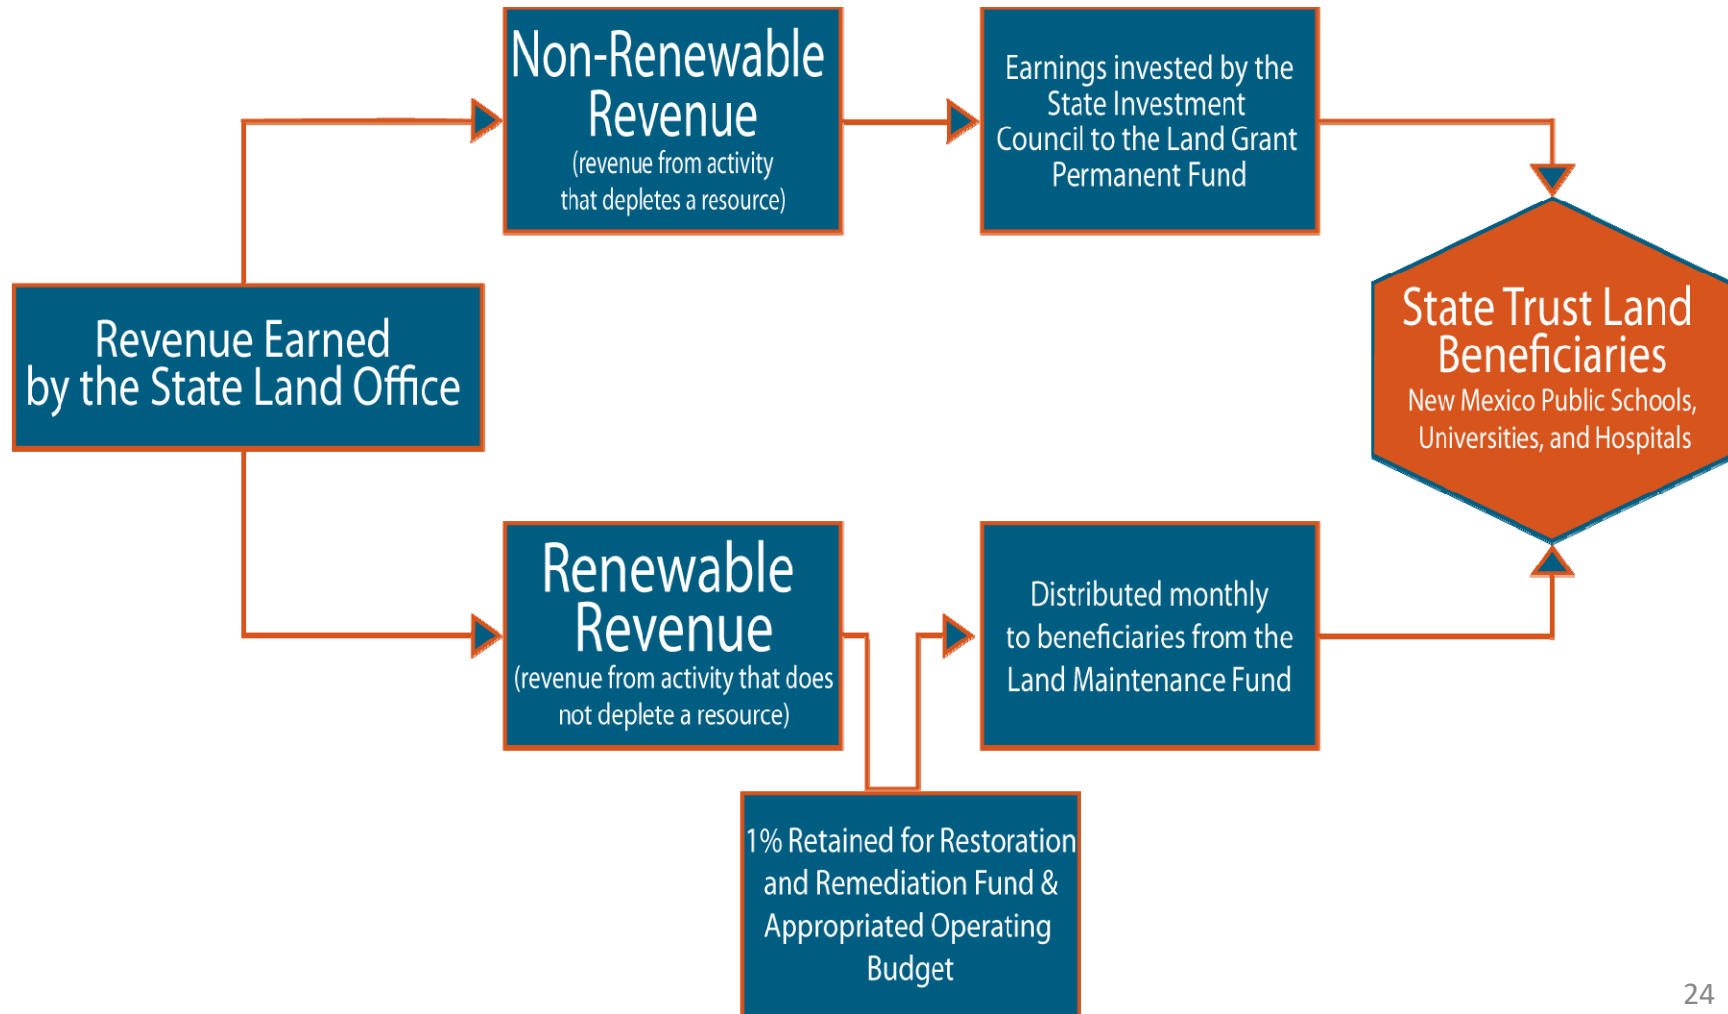 Non-Renewable
Revenue
(revenue from activity
that depletes a resource)
Earnings invested by the
State Investment
Council to the Land Grant
Permanent Fund
Revenue Earned
by the State Land Office
State Trust Land
Beneficiaries
New Mexico Public Schools,
Universities, and Hospitals
Renewable
Revenue
(revenue from activity that does
not deplete a resource)
Distributed monthly
to beneficiaries from the
Land Maintenance Fund
1% Retained for Restoration
and Remediation Fund &
Appropriated Operating
Budget
24